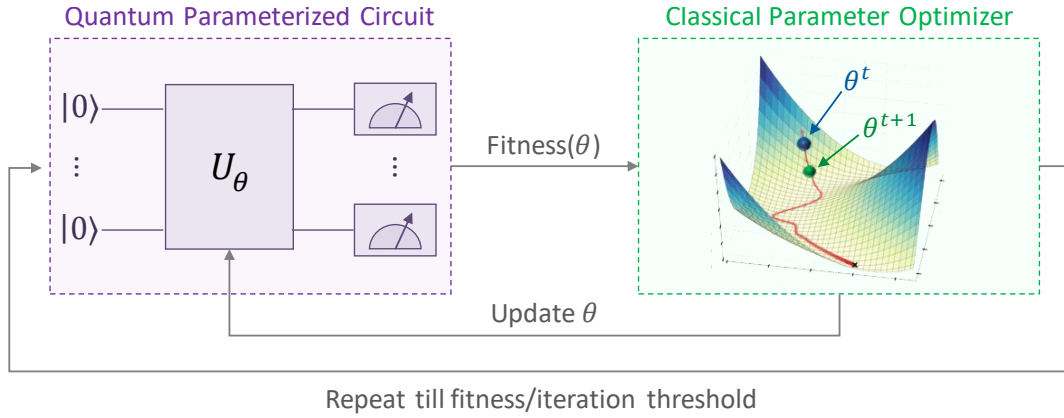 Quantum Parameterized Circuit
Classical Parameter Optimizer
|0⟩
⋮
|0⟩
U_θ
⋮
Fitness(θ)
θ^t
θ^{t+1}
Update θ
Repeat till fitness/iteration threshold